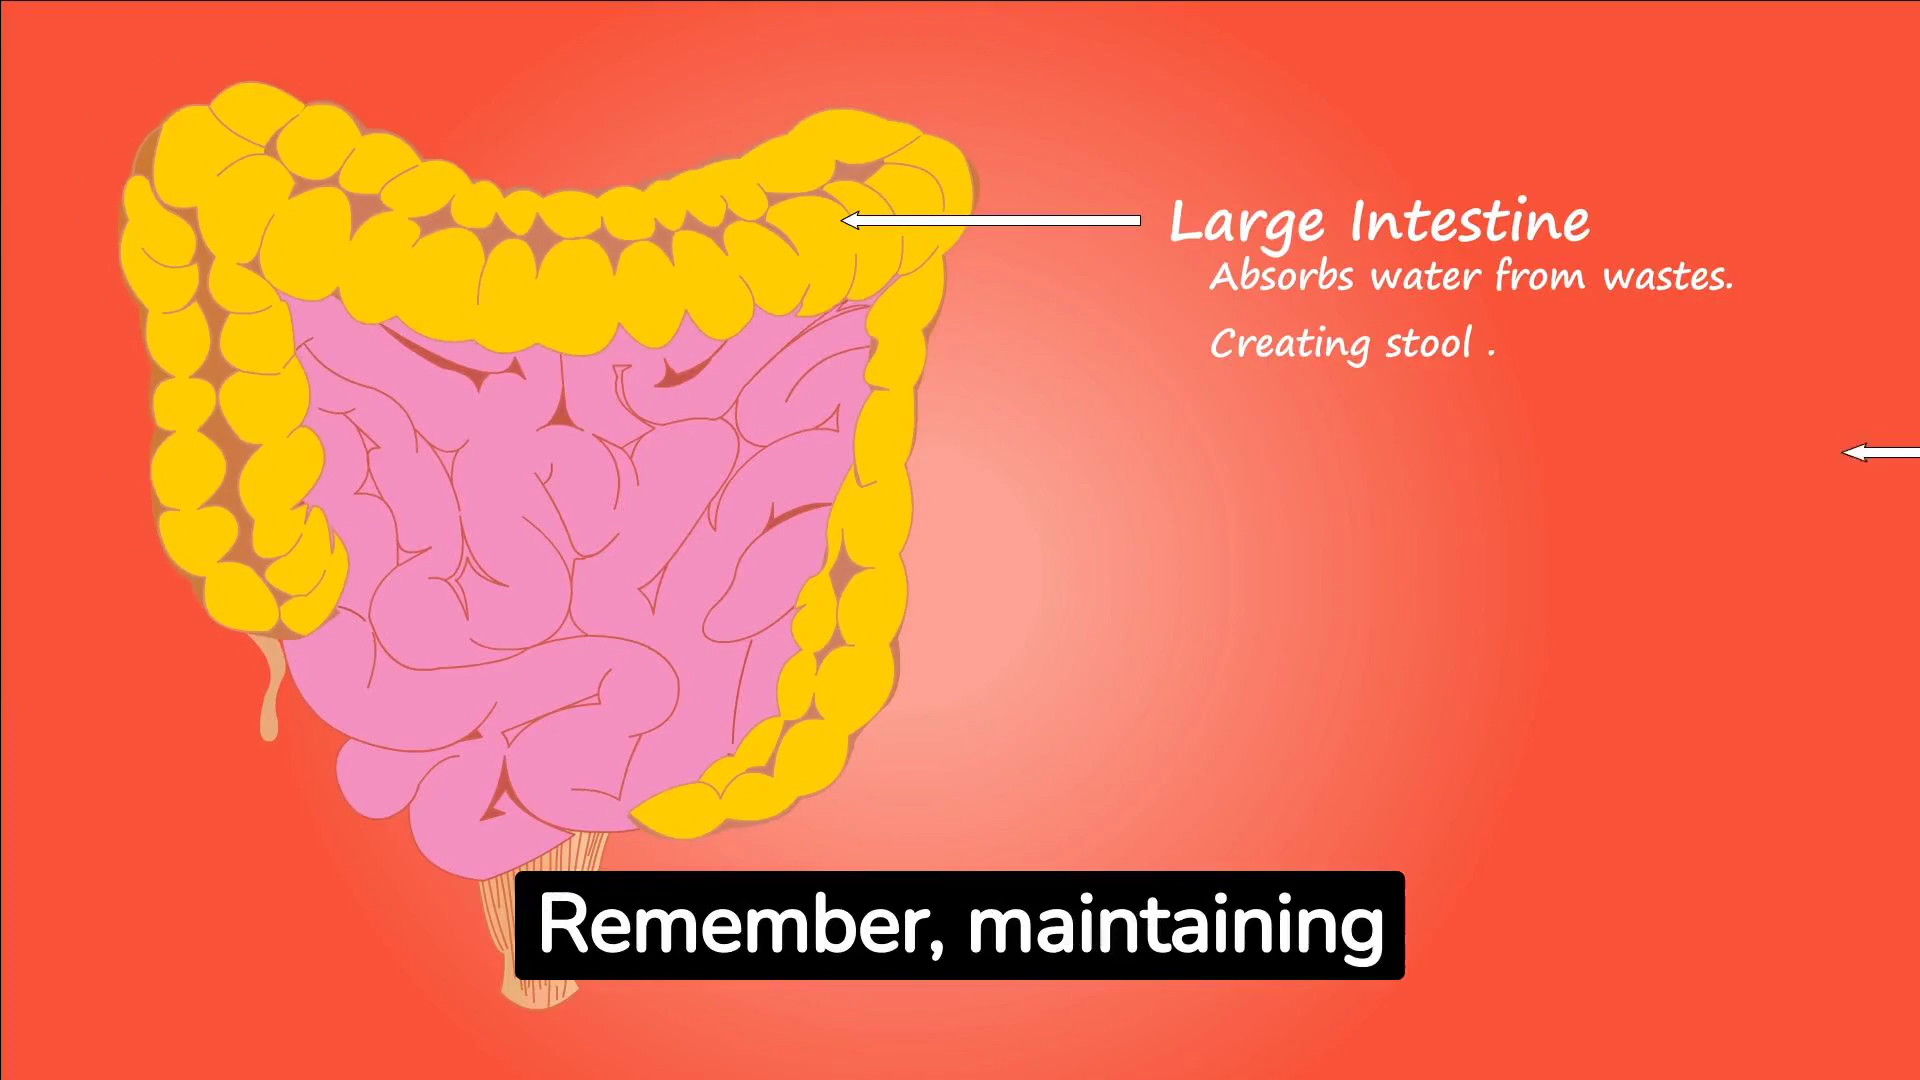 Large Intestine
Absorbs water from wastes.
Creating stool .
Remember, maintaining